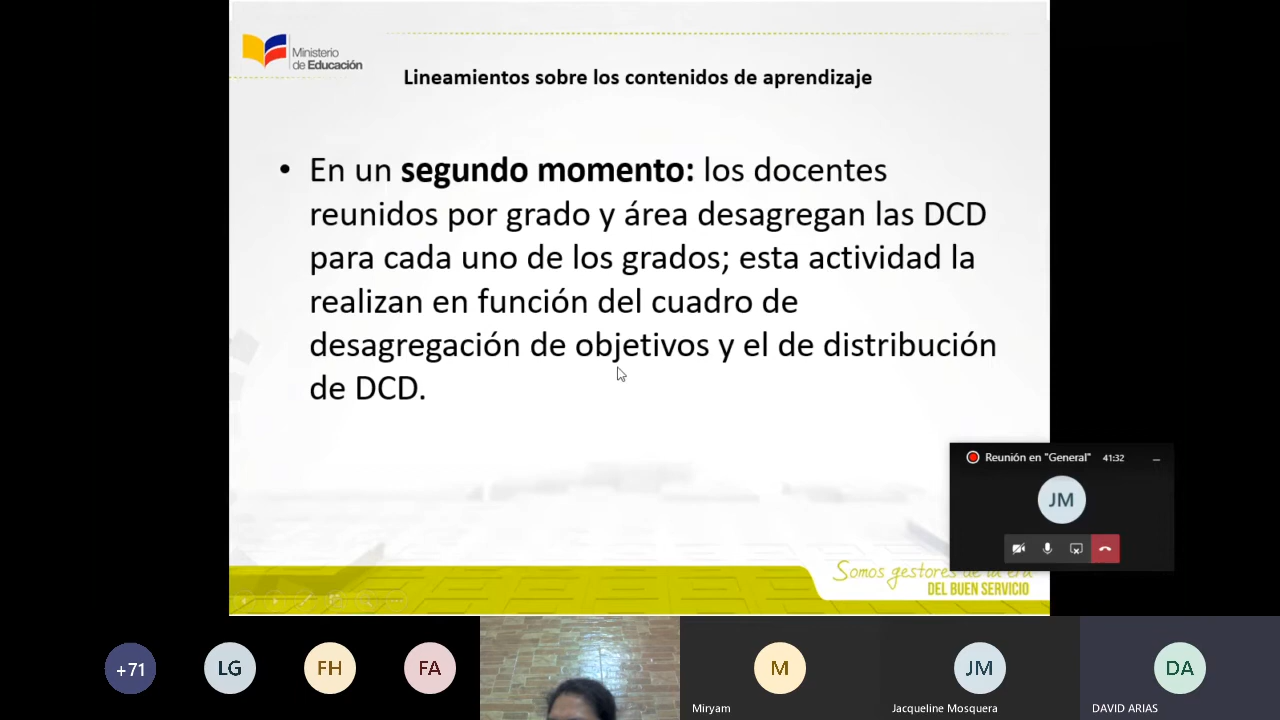 Ministerio
de Educación
Lineamientos sobre los contenidos de aprendizaje
• En un segundo momento: los docentes
reunidos por grado y área desagregan las DCD
para cada uno de los grados; esta actividad la
realizan en función del cuadro de
desagregación de objetivos y el de distribución
de DCD.
Reunión en "General" 41:32
JM
Somos gestores de la era
DEL BUEN SERVICIO
+71
LG
FH
FA
M
JM
DA
Miryam
Jacqueline Mosquera
DAVID ARIAS